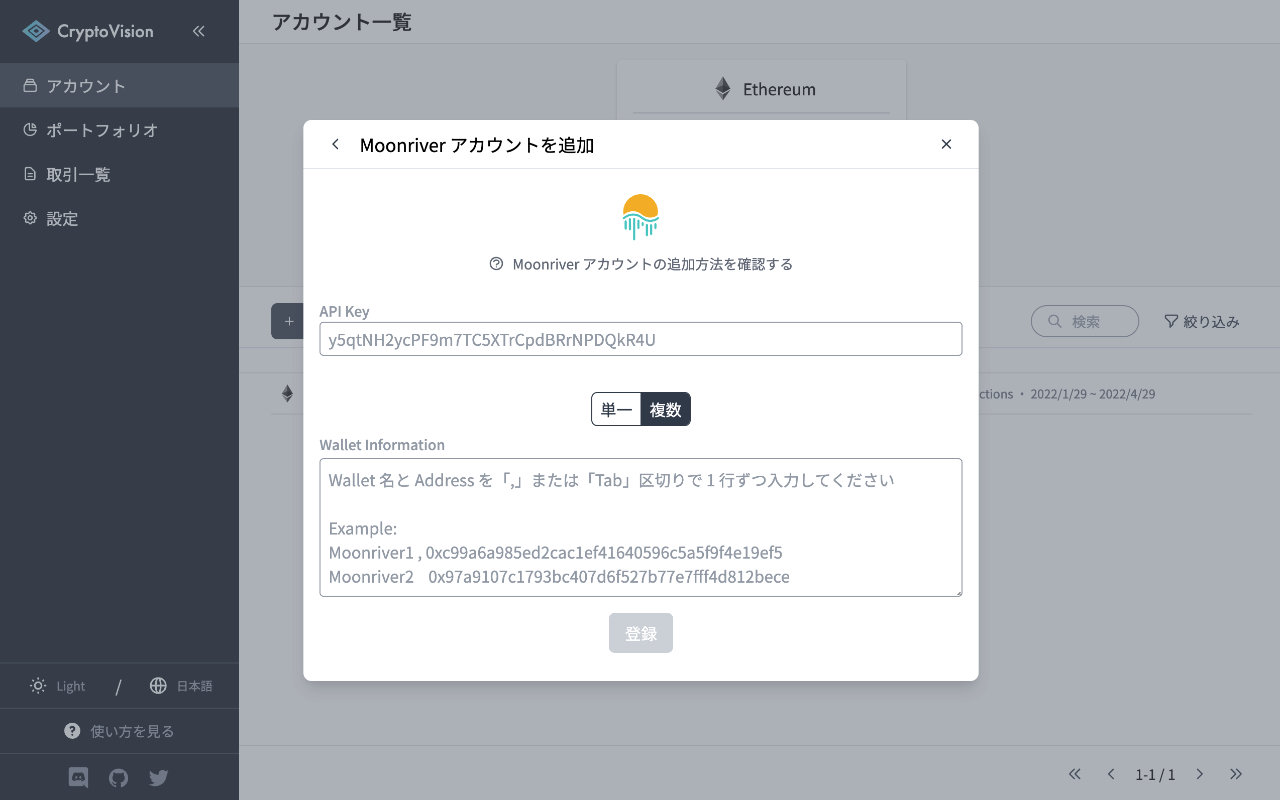 CryptoVision
アカウント
ポートフォリオ
取引一覧
設定
Light / 日本語
使い方を見る
アカウント一覧
Ethereum
Moonriver アカウントを追加
Moonriver アカウントの追加方法を確認する
API Key
y5qtNH2ycPF9m7TC5XTrCpdBRrNPDQkR4U
単一 複数
Wallet Information
Wallet 名と Address を「,」または「Tab」区切りで 1 行ずつ入力してください
Example:
Moonriver1 , 0xc99a6a985ed2cac1ef41640596c5a5f9f4e19ef5
Moonriver2 0x97a9107c1793bc407d6f527b77e7fff4d812bece
登録
+
検索
絞り込み
ctions・2022/1/29 ~ 2022/4/29
1-1 / 1